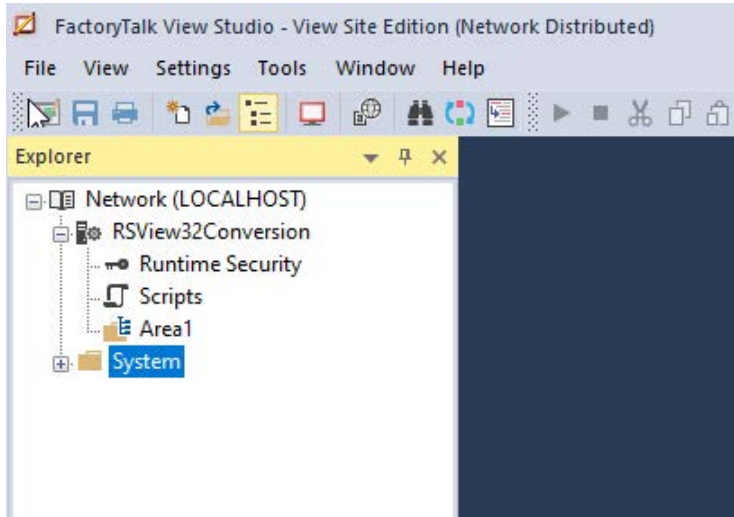 FactoryTalk View Studio - View Site Edition (Network Distributed)
File View Settings Tools Window Help
Explorer
Network (LOCALHOST)
RSView32Conversion
Runtime Security
Scripts
Area1
System